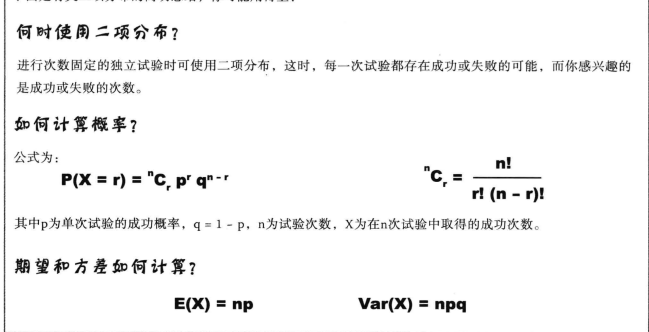 何时使用二项分布?
进行次数固定的独立试验时可使用二项分布，这时，每一次试验都存在成功或失败的可能，而你感兴趣的
是成功或失败的次数。
如何计算概率?
公式为:
P(X = r) = ⁿCᵣ pʳ qⁿ⁻ʳ
ⁿCᵣ = n! / r! (n – r)!
其中p为单次试验的成功概率，q = 1 – p，n为试验次数，X为在n次试验中取得的成功次数。
期望和方差如何计算?
E(X) = np Var(X) = npq